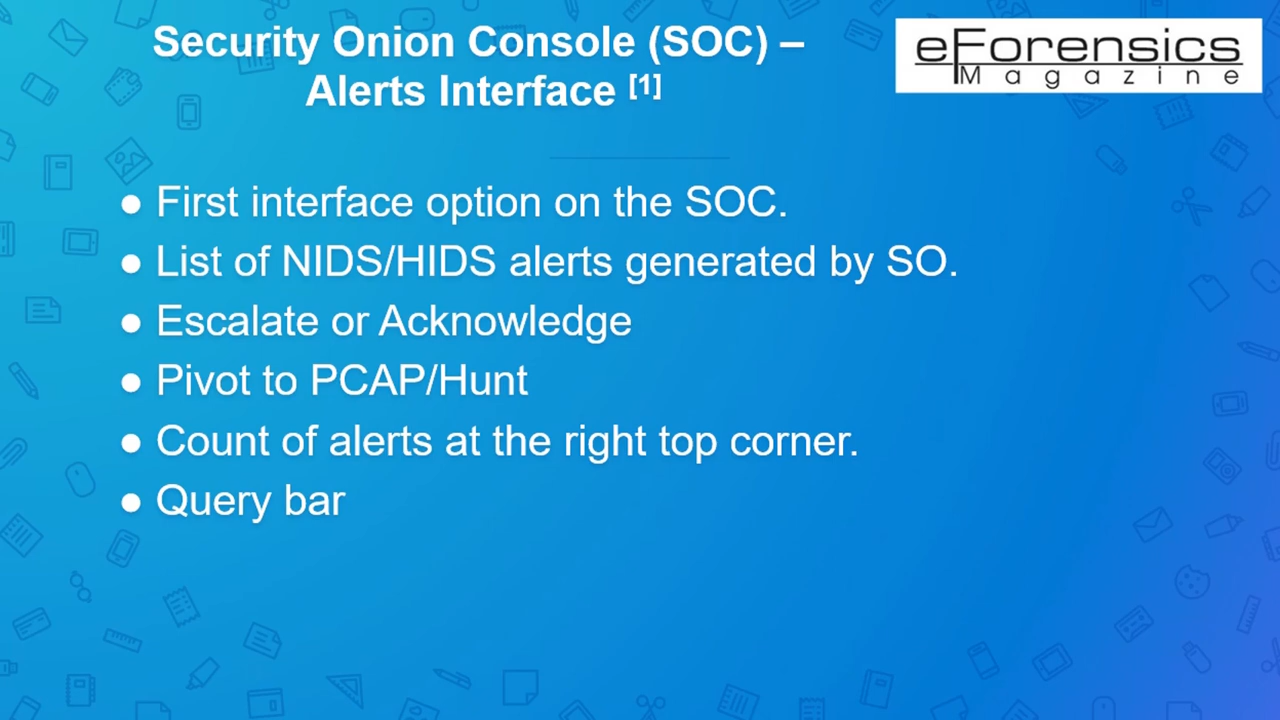 Security Onion Console (SOC) –
Alerts Interface [1]
eForensics
Magazine
● First interface option on the SOC.
● List of NIDS/HIDS alerts generated by SO.
● Escalate or Acknowledge
● Pivot to PCAP/Hunt
● Count of alerts at the right top corner.
● Query bar